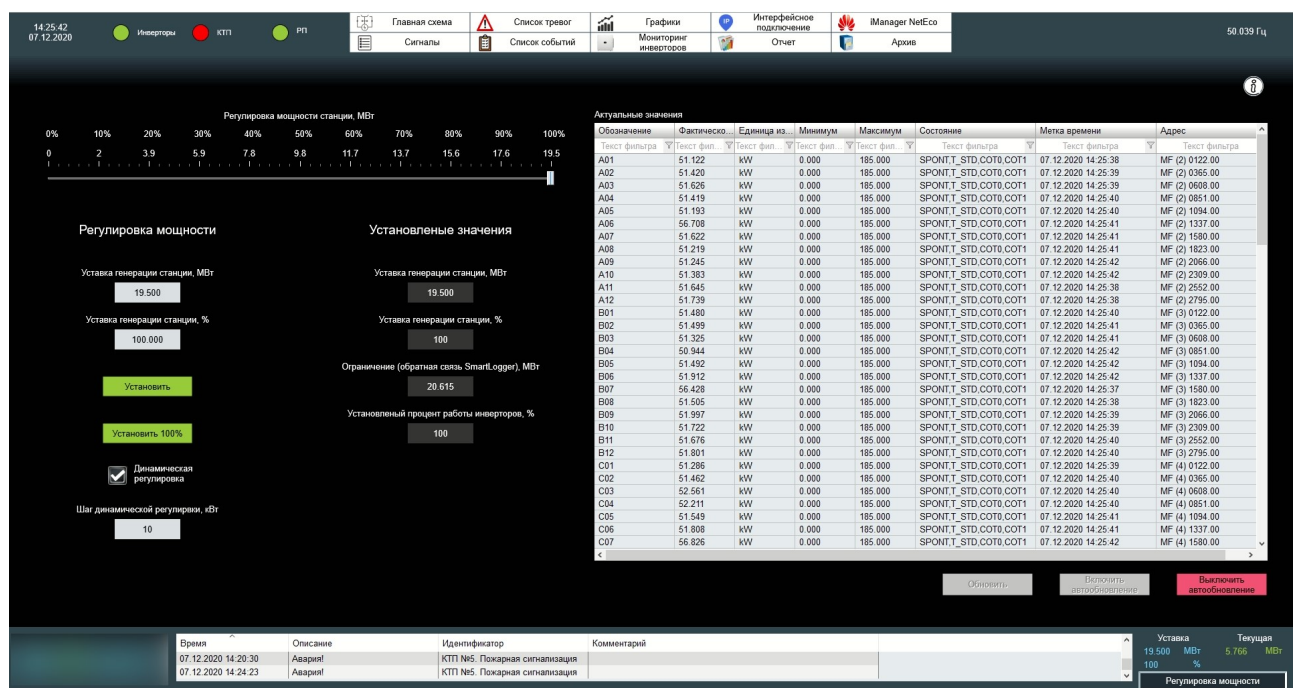 14:25:42
07.12.2020
Инверторы
КТП
РП
Главная схема
Список тревог
Графики
IP
Интерфейсное
подключение
iManager NetEco
Сигналы
Список событий
Мониторинг
инверторов
Отчет
Архив
50.039 Гц
Регулировка мощности станции, МВт
0% 10% 20% 30% 40% 50% 60% 70% 80% 90% 100%
0 2 3.9 5.9 7.8 9.8 11.7 13.7 15.6 17.6 19.5
Регулировка мощности
Уставка генерации станции, МВт
19.500
Уставка генерации станции, %
100.000
Установить
Установить 100%
Динамическая
регулировка
Шаг динамической регулирвки, кВт
10
Установленые значения
Уставка генерации станции, МВт
19.500
Уставка генерации станции, %
100
Ограничение (обратная связь SmartLogger), МВт
20.615
Установленый процент работы инверторов, %
100
Актуальные значения
Обозначение Фактическо... Единица из... Минимум Максимум Состояние Метка времени Адрес
Текст фильтра Текст фил... Текст фил... Текст фил... Текст фил... Текст фильтра Текст фильтра Текст фильтра
A01 51.122 kW 0.000 185.000 SPONT,T_STD,COT0,COT1 07.12.2020 14:25:38 MF (2) 0122.00
A02 51.420 kW 0.000 185.000 SPONT,T_STD,COT0,COT1 07.12.2020 14:25:39 MF (2) 0365.00
A03 51.626 kW 0.000 185.000 SPONT,T_STD,COT0,COT1 07.12.2020 14:25:39 MF (2) 0608.00
A04 51.419 kW 0.000 185.000 SPONT,T_STD,COT0,COT1 07.12.2020 14:25:40 MF (2) 0851.00
A05 51.193 kW 0.000 185.000 SPONT,T_STD,COT0,COT1 07.12.2020 14:25:40 MF (2) 1094.00
A06 56.708 kW 0.000 185.000 SPONT,T_STD,COT0,COT1 07.12.2020 14:25:41 MF (2) 1337.00
A07 51.622 kW 0.000 185.000 SPONT,T_STD,COT0,COT1 07.12.2020 14:25:41 MF (2) 1580.00
A08 51.219 kW 0.000 185.000 SPONT,T_STD,COT0,COT1 07.12.2020 14:25:41 MF (2) 1823.00
A09 51.245 kW 0.000 185.000 SPONT,T_STD,COT0,COT1 07.12.2020 14:25:42 MF (2) 2066.00
A10 51.383 kW 0.000 185.000 SPONT,T_STD,COT0,COT1 07.12.2020 14:25:42 MF (2) 2309.00
A11 51.645 kW 0.000 185.000 SPONT,T_STD,COT0,COT1 07.12.2020 14:25:38 MF (2) 2552.00
A12 51.739 kW 0.000 185.000 SPONT,T_STD,COT0,COT1 07.12.2020 14:25:38 MF (2) 2795.00
B01 51.480 kW 0.000 185.000 SPONT,T_STD,COT0,COT1 07.12.2020 14:25:40 MF (3) 0122.00
B02 51.499 kW 0.000 185.000 SPONT,T_STD,COT0,COT1 07.12.2020 14:25:41 MF (3) 0365.00
B03 51.325 kW 0.000 185.000 SPONT,T_STD,COT0,COT1 07.12.2020 14:25:41 MF (3) 0608.00
B04 50.944 kW 0.000 185.000 SPONT,T_STD,COT0,COT1 07.12.2020 14:25:42 MF (3) 0851.00
B05 51.492 kW 0.000 185.000 SPONT,T_STD,COT0,COT1 07.12.2020 14:25:42 MF (3) 1094.00
B06 51.912 kW 0.000 185.000 SPONT,T_STD,COT0,COT1 07.12.2020 14:25:42 MF (3) 1337.00
B07 56.428 kW 0.000 185.000 SPONT,T_STD,COT0,COT1 07.12.2020 14:25:37 MF (3) 1580.00
B08 51.505 kW 0.000 185.000 SPONT,T_STD,COT0,COT1 07.12.2020 14:25:38 MF (3) 1823.00
B09 51.997 kW 0.000 185.000 SPONT,T_STD,COT0,COT1 07.12.2020 14:25:39 MF (3) 2066.00
B10 51.722 kW 0.000 185.000 SPONT,T_STD,COT0,COT1 07.12.2020 14:25:39 MF (3) 2309.00
B11 51.676 kW 0.000 185.000 SPONT,T_STD,COT0,COT1 07.12.2020 14:25:40 MF (3) 2552.00
B12 51.801 kW 0.000 185.000 SPONT,T_STD,COT0,COT1 07.12.2020 14:25:40 MF (3) 2795.00
C01 51.286 kW 0.000 185.000 SPONT,T_STD,COT0,COT1 07.12.2020 14:25:39 MF (4) 0122.00
C02 51.462 kW 0.000 185.000 SPONT,T_STD,COT0,COT1 07.12.2020 14:25:40 MF (4) 0365.00
C03 52.561 kW 0.000 185.000 SPONT,T_STD,COT0,COT1 07.12.2020 14:25:40 MF (4) 0608.00
C04 52.211 kW 0.000 185.000 SPONT,T_STD,COT0,COT1 07.12.2020 14:25:40 MF (4) 0851.00
C05 51.549 kW 0.000 185.000 SPONT,T_STD,COT0,COT1 07.12.2020 14:25:41 MF (4) 1094.00
C06 51.808 kW 0.000 185.000 SPONT,T_STD,COT0,COT1 07.12.2020 14:25:41 MF (4) 1337.00
C07 56.826 kW 0.000 185.000 SPONT,T_STD,COT0,COT1 07.12.2020 14:25:42 MF (4) 1580.00
Обновить
Включить
автообновление
Выключить
автообновление
Время Описание Идентификатор Комментарий
07.12.2020 14:20:30 Авария! КТП №5. Пожарная сигнализация
07.12.2020 14:24:23 Авария! КТП №5. Пожарная сигнализация
Уставка Текущая
19.500 МВт 5.766 МВт
100 %
Регулировка мощности